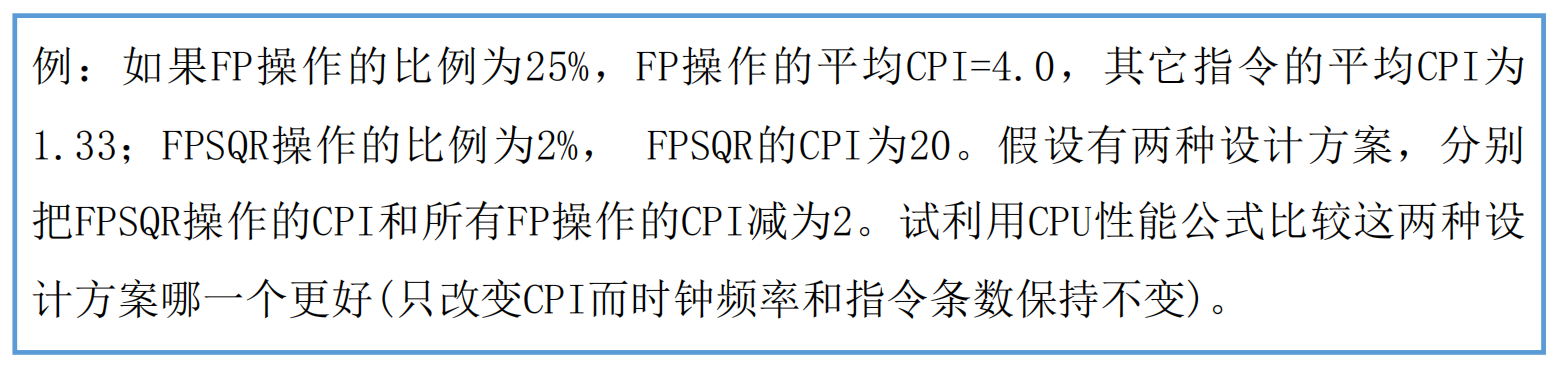 例：如果FP操作的比例为25%，FP操作的平均CPI=4.0，其它指令的平均CPI为
1.33；FPSQR操作的比例为2%， FPSQR的CPI为20。假设有两种设计方案，分别
把FPSQR操作的CPI和所有FP操作的CPI减为2。试利用CPU性能公式比较这两种设
计方案哪一个更好(只改变CPI而时钟频率和指令条数保持不变)。